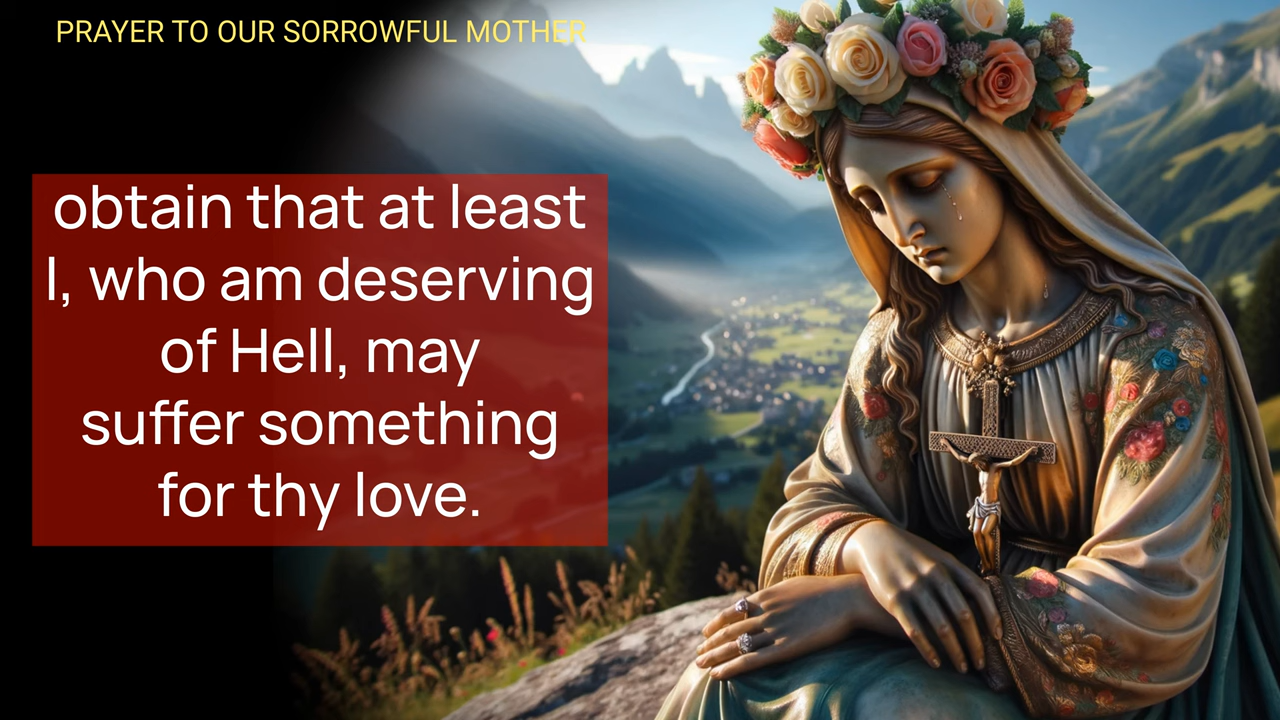 PRAYER TO OUR SORROWFUL MOTHER
obtain that at least
I, who am deserving
of Hell, may
suffer something
for thy love.